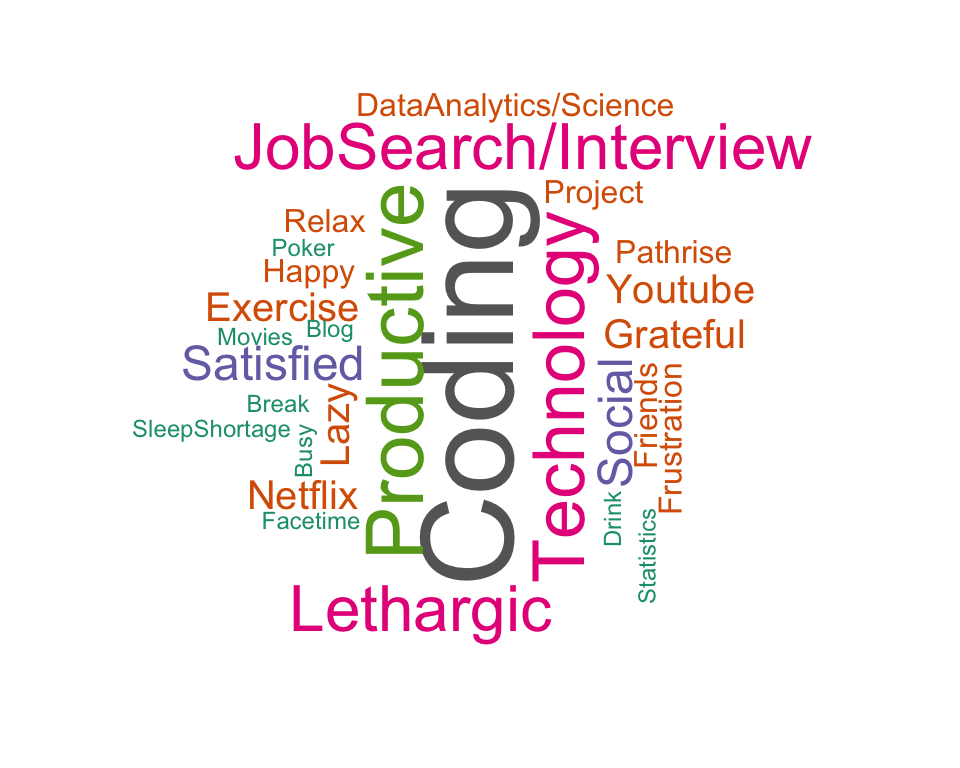 DataAnalytics/Science
JobSearch/Interview
Project
Relax
Poker
Happy
Exercise
Blog
Movies
Satisfied
Break
SleepShortage
Busy
Lazy
Netflix
Facetime
Productive
Coding
Technology
Pathrise
Youtube
Grateful
Social
Friends
Frustration
Drink
Statistics
Lethargic